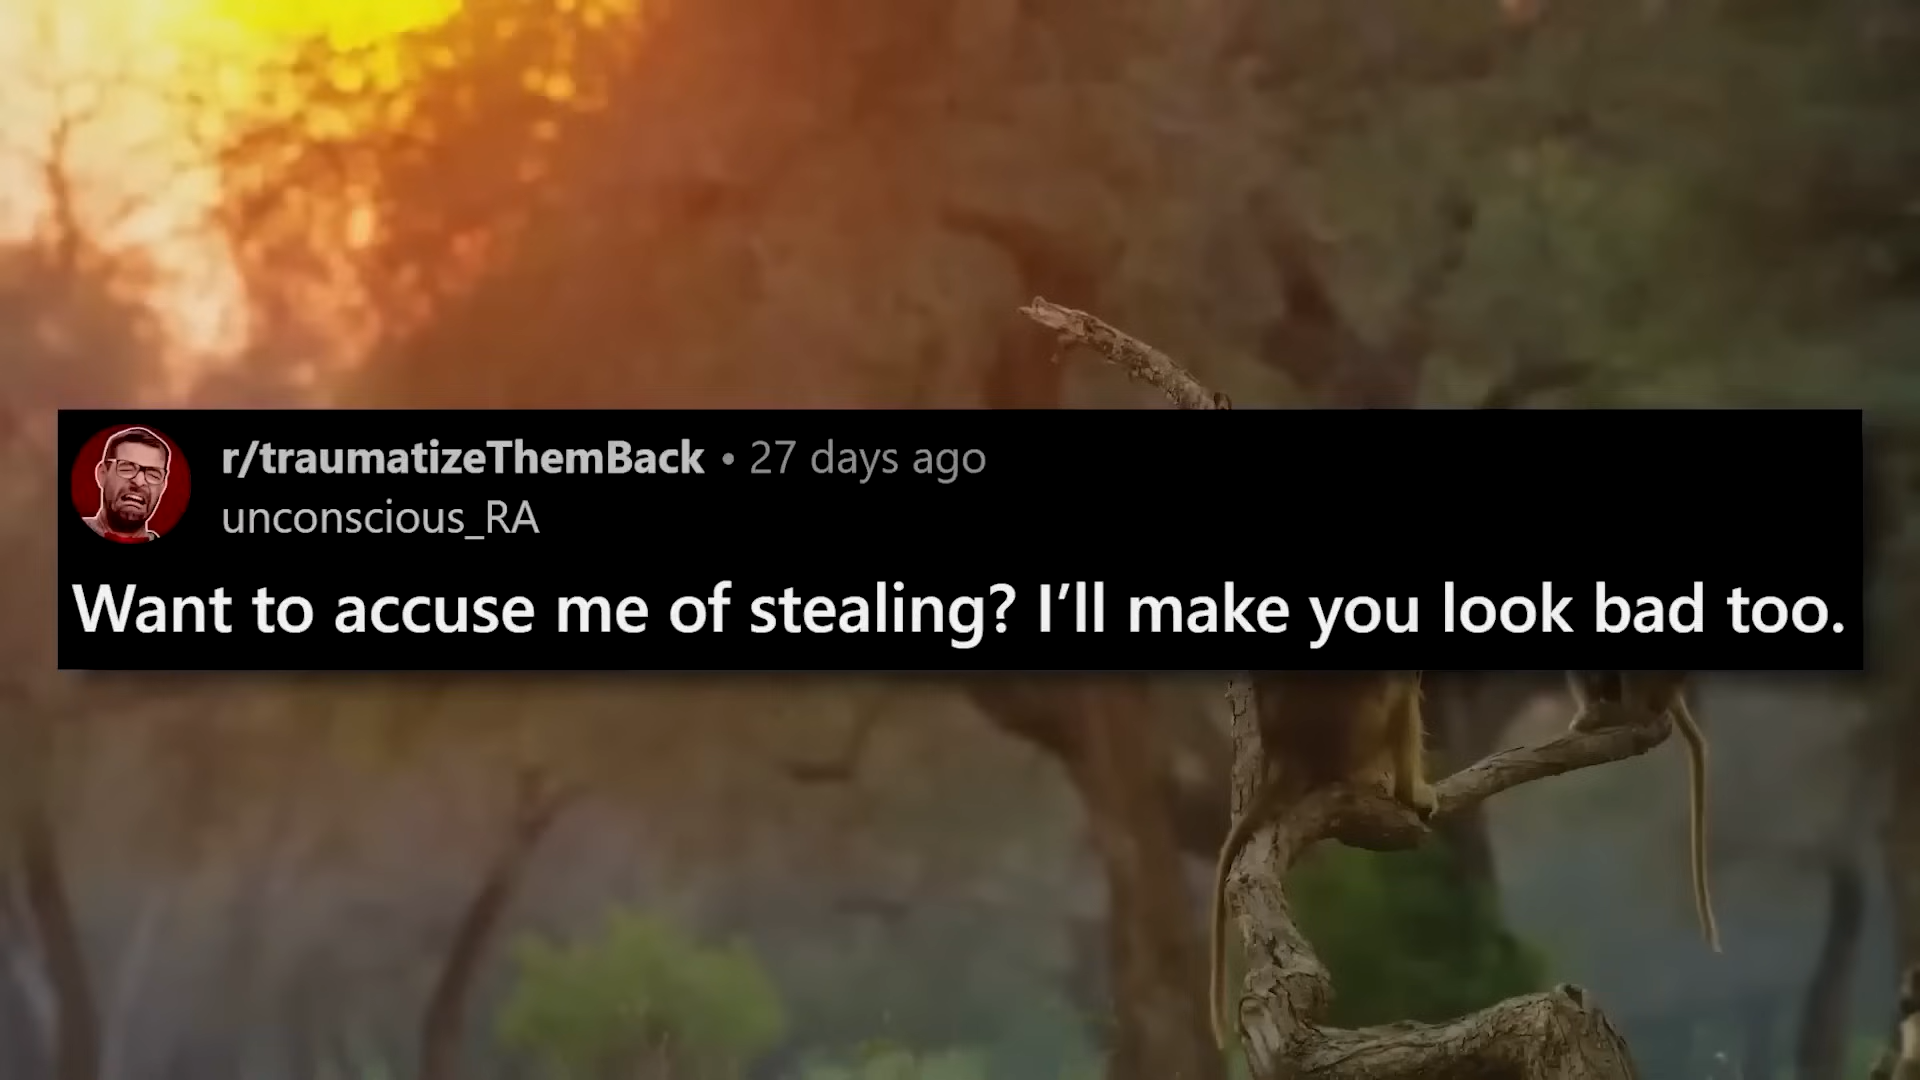 r/traumatizeThemBack • 27 days ago
unconscious_RA
Want to accuse me of stealing? I’ll make you look bad too.